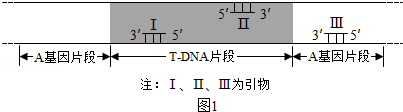 5′ 3′
Ⅰ Ⅱ Ⅲ
3′ 5′ 3′ 5′
A基因片段 T-DNA片段 A基因片段
注：Ⅰ、Ⅱ、Ⅲ为引物
图1